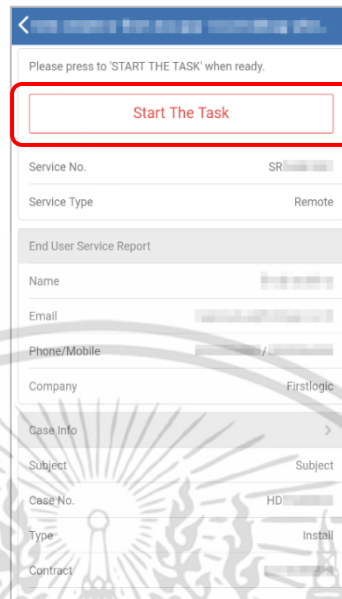 Please press to 'START THE TASK' when ready.
Start The Task
Service No. SR
Service Type Remote
End User Service Report
Name
Email
Phone/Mobile /
Company Firstlogic
Case Info
Subject Subject
Case No. HD
Type Install
Contract